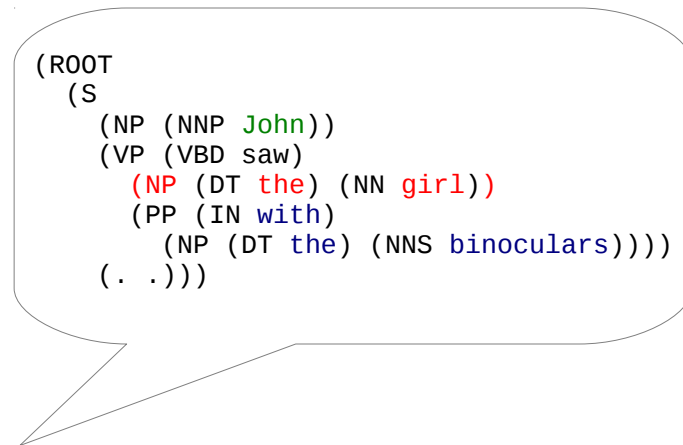 (ROOT
(S
(NP (NNP John))
(VP (VBD saw)
(NP (DT the) (NN girl))
(PP (IN with)
(NP (DT the) (NNS binoculars))))
(. .)))